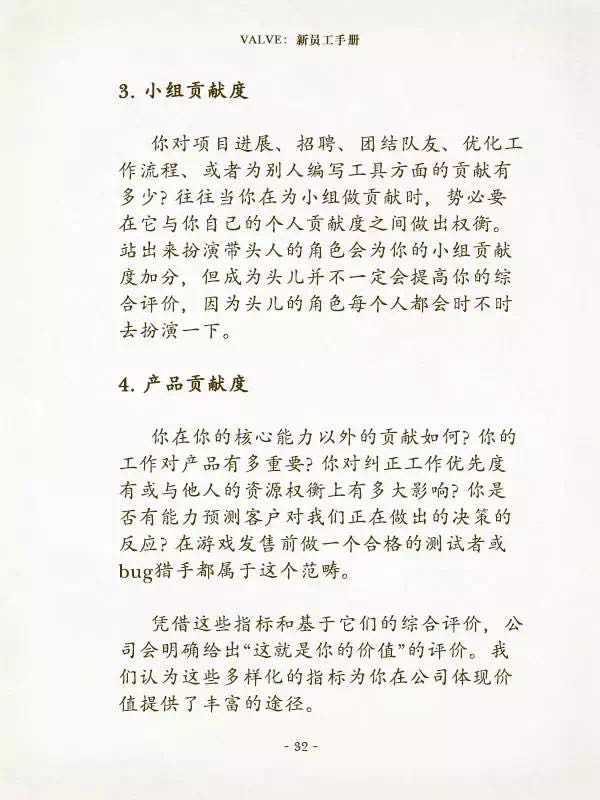 VALVE：新员工手册
3. 小组贡献度
你对项目进展、招聘、团结队友、优化工
作流程、或者为别人编写工具方面的贡献有
多少? 往往当你在为小组做贡献时，势必要
在它与你自己的个人贡献度之间做出权衡。
站出来扮演带头人的角色会为你的小组贡献
度加分，但成为头儿并不一定会提高你的综
合评价，因为头儿的角色每个人都会时不时
去扮演一下。
4. 产品贡献度
你在你的核心能力以外的贡献如何? 你的
工作对产品有多重要? 你对纠正工作优先度
有或与他人的资源权衡上有多大影响? 你是
否有能力预测客户对我们正在做出的决策的
反应? 在游戏发售前做一个合格的测试者或
bug猎手都属于这个范畴。
凭借这些指标和基于它们的综合评价，公
司会明确给出“这就是你的价值”的评价。我
们认为这些多样化的指标为你在公司体现价
值提供了丰富的途径。
- 32 -